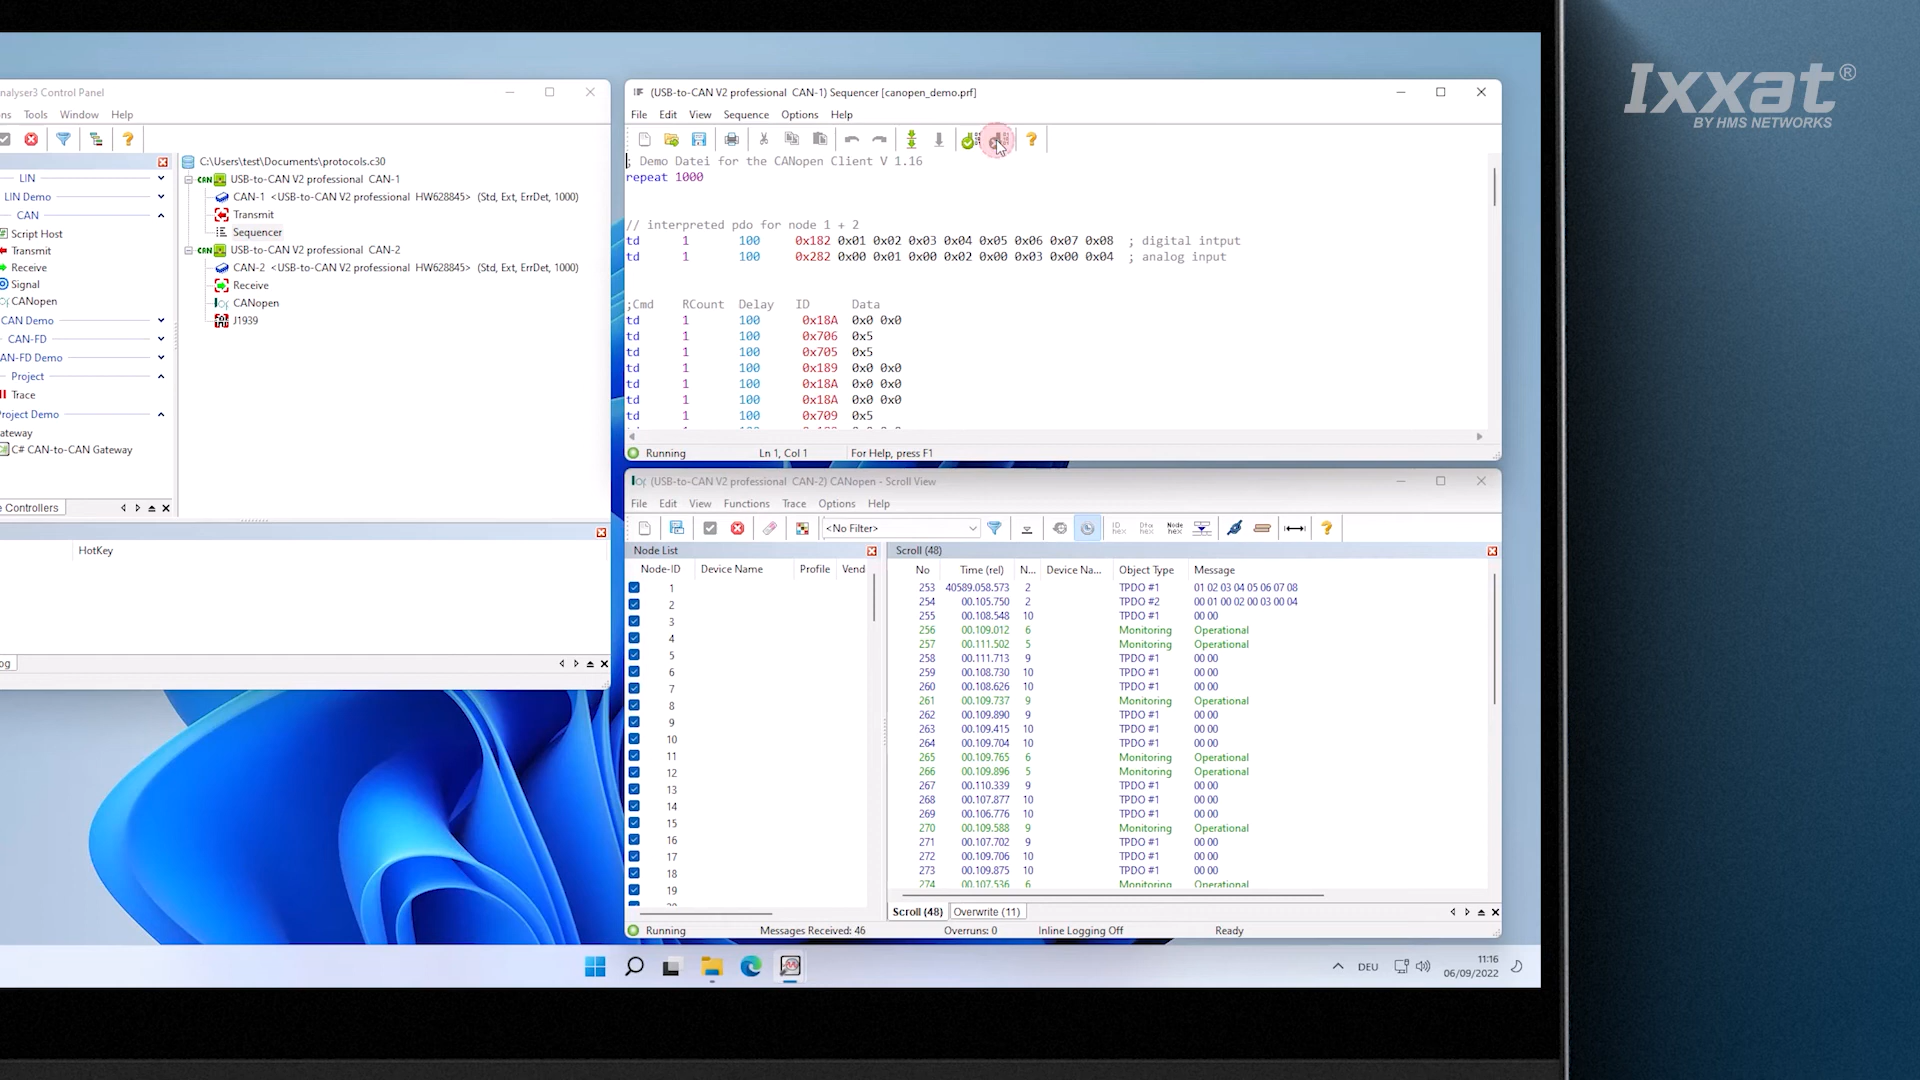 Ixxat®
BY HMS NETWORKS
nalyser3 Control Panel
ns Tools Window Help
LIN
LIN Demo
CAN
Script Host
Transmit
Receive
Signal
CANopen
CAN Demo
CAN-FD
AN-FD Demo
Project
Trace
Project Demo
ateway
C# CAN-to-CAN Gateway
e Controllers
C:\Users\test\Documents\protocols.c30
USB-to-CAN V2 professional CAN-1
CAN-1 <USB-to-CAN V2 professional HW628845> (Std, Ext, ErrDet, 1000)
Transmit
Sequencer
USB-to-CAN V2 professional CAN-2
CAN-2 <USB-to-CAN V2 professional HW628845> (Std, Ext, ErrDet, 1000)
Receive
CANopen
J1939
HotKey
og
(USB-to-CAN V2 professional CAN-1) Sequencer [canopen_demo.prf]
File Edit View Sequence Options Help
; Demo Datei for the CANopen Client V 1.16
repeat 1000
// interpreted pdo for node 1 + 2
td 1 100 0x182 0x01 0x02 0x03 0x04 0x05 0x06 0x07 0x08 ; digital intput
td 1 100 0x282 0x00 0x01 0x00 0x02 0x00 0x03 0x00 0x04 ; analog input
;Cmd RCount Delay ID Data
td 1 100 0x18A 0x0 0x0
td 1 100 0x706 0x5
td 1 100 0x705 0x5
td 1 100 0x189 0x0 0x0
td 1 100 0x18A 0x0 0x0
td 1 100 0x18A 0x0 0x0
td 1 100 0x709 0x5
Running Ln 1, Col 1 For Help, press F1
(USB-to-CAN V2 professional CAN-2) CANopen - Scroll View
File Edit View Functions Trace Options Help
<No Filter>
Node List
Node-ID Device Name Profile Vend
1
2
3
4
5
6
7
8
9
10
11
12
13
14
15
16
17
18
19
Scroll (48)
No Time (rel) N... Device Na... Object Type Message
253 40589.058.573 2 TPDO #1 01 02 03 04 05 06 07 08
254 00.105.750 2 TPDO #2 00 01 00 02 00 03 00 04
255 00.108.548 10 TPDO #1 00 00
256 00.109.012 6 Monitoring Operational
257 00.111.502 5 Monitoring Operational
258 00.111.713 9 TPDO #1 00 00
259 00.108.730 10 TPDO #1 00 00
260 00.108.626 10 TPDO #1 00 00
261 00.109.737 9 Monitoring Operational
262 00.109.890 9 TPDO #1 00 00
263 00.109.415 10 TPDO #1 00 00
264 00.109.704 10 TPDO #1 00 00
265 00.109.765 6 Monitoring Operational
266 00.109.896 5 Monitoring Operational
267 00.110.339 9 TPDO #1 00 00
268 00.107.877 10 TPDO #1 00 00
269 00.106.776 10 TPDO #1 00 00
270 00.109.588 9 Monitoring Operational
271 00.107.702 9 TPDO #1 00 00
272 00.109.706 10 TPDO #1 00 00
273 00.109.875 10 TPDO #1 00 00
274 00.107.536 6 Monitoring Operational
Scroll (48) Overwrite (11)
Running Messages Received: 46 Overruns: 0 Inline Logging Off Ready
DEU
11:16
06/09/2022